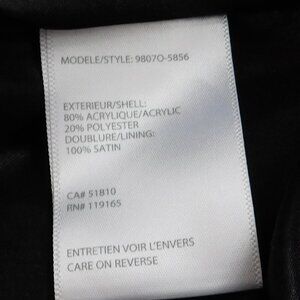 MODELE/STYLE: 9807O-5856
EXTERIEUR/SHELL:
80% ACRYLIQUE/ACRYLIC
20% POLYESTER
DOUBLURE/LINING:
100% SATIN
CA# 51810
RN# 119165
ENTRETIEN VOIR L'ENVERS
CARE ON REVERSE